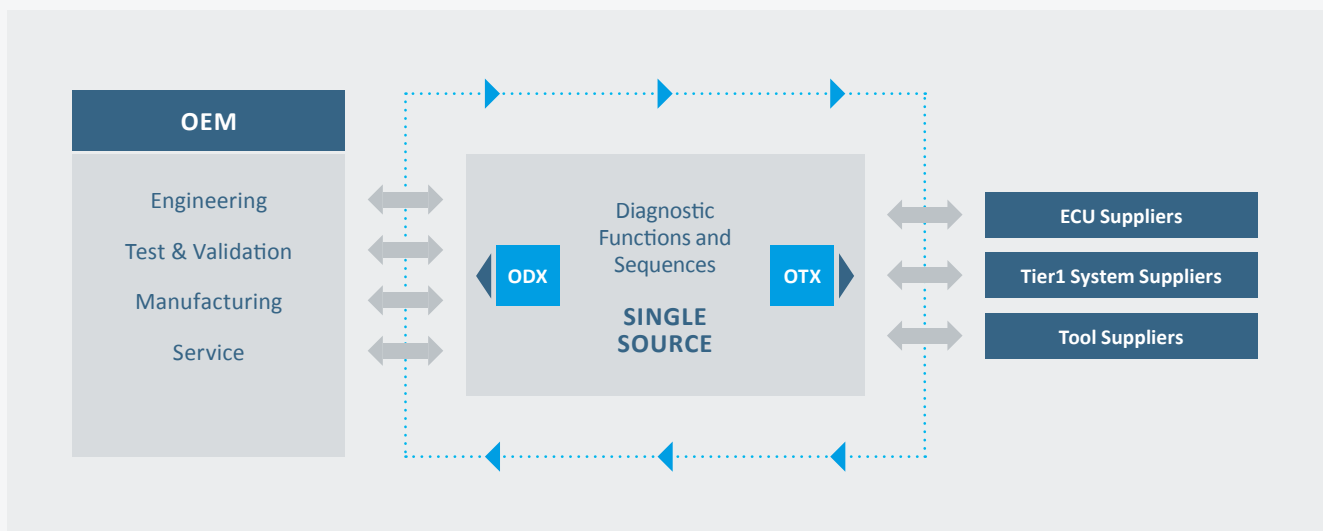 OEM
Engineering
Test & Validation
Manufacturing
Service
ODX
Diagnostic
Functions and
Sequences
SINGLE
SOURCE
OTX
ECU Suppliers
Tier1 System Suppliers
Tool Suppliers